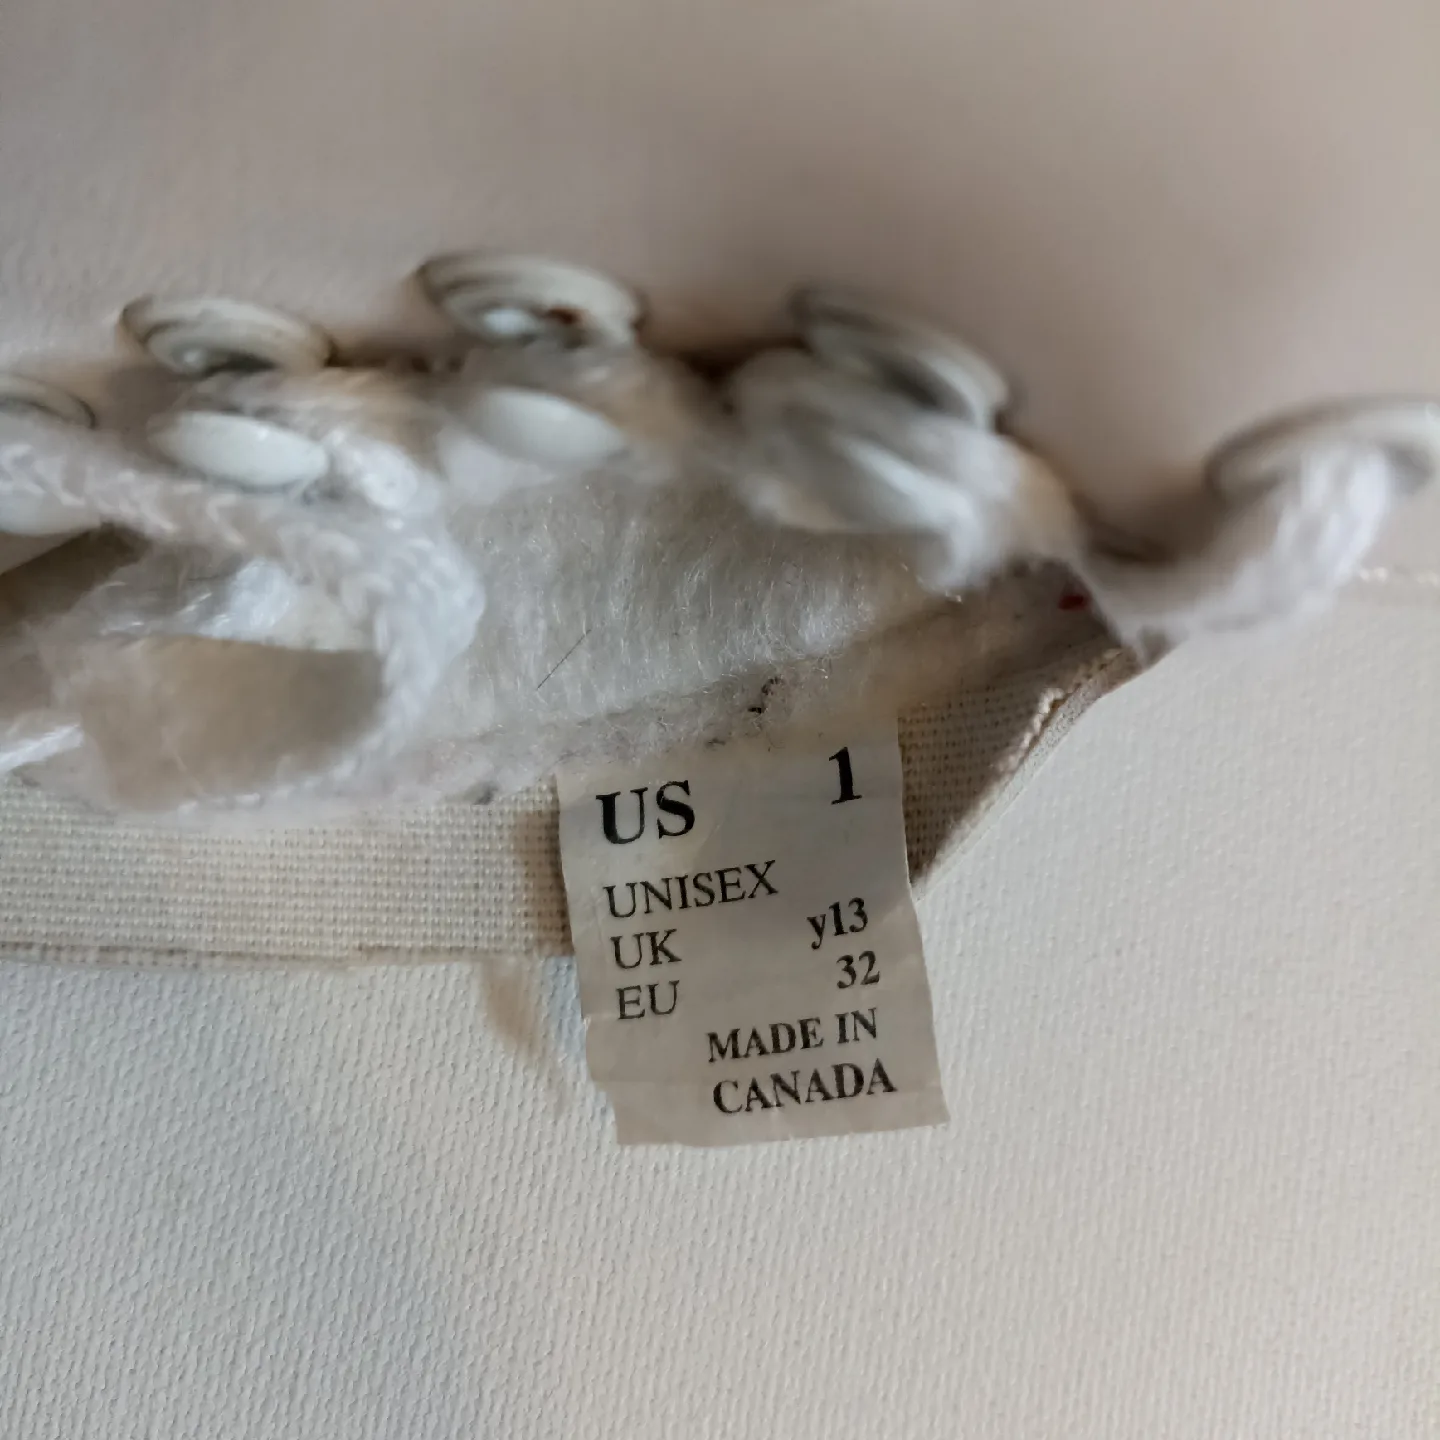 US 1
UNISEX
UK y13
EU 32
MADE IN
CANADA